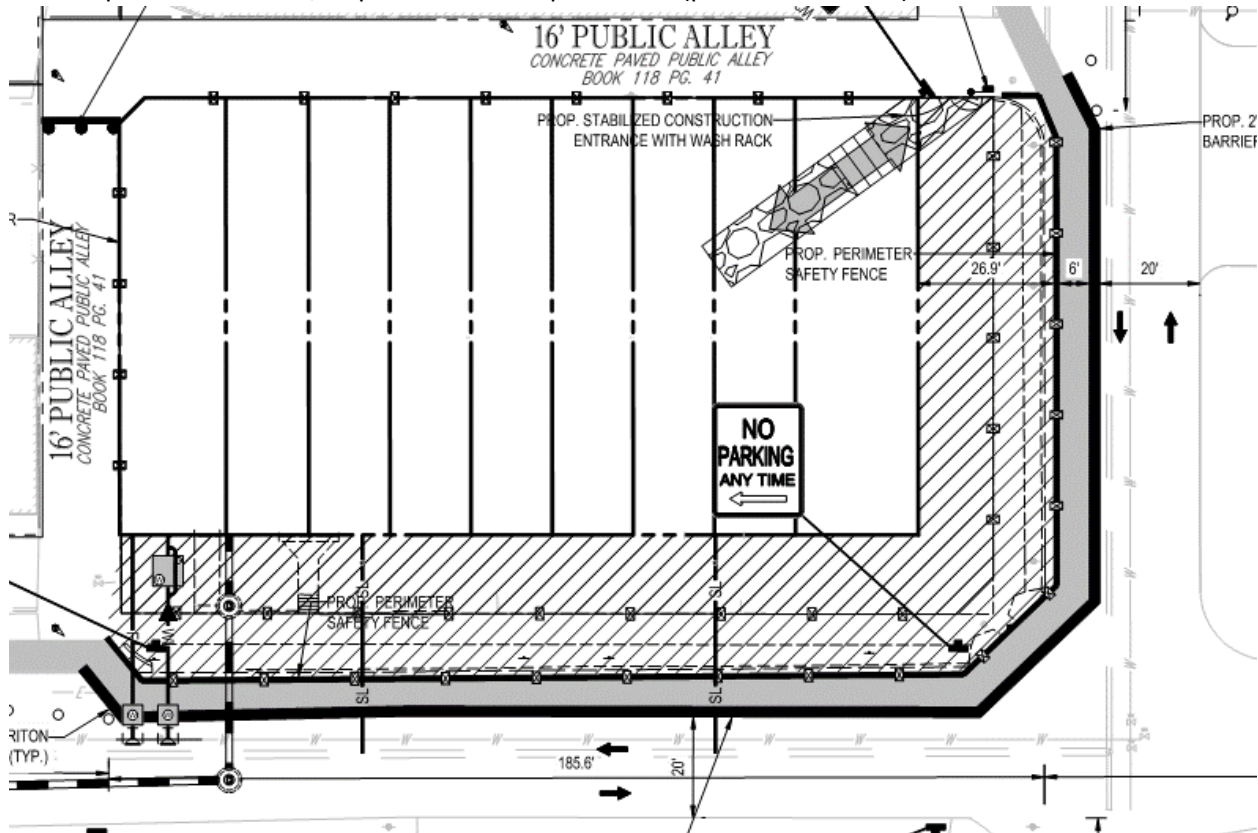 16' PUBLIC ALLEY
CONCRETE PAVED PUBLIC ALLEY
BOOK 118 PG. 41
PROP. STABILIZED CONSTRUCTION
ENTRANCE WITH WASH RACK
PROP. 2'
BARRIER
R
16' PUBLIC ALLEY
CONCRETE PAVED PUBLIC ALLEY
BOOK 118 PG. 41
PROP. PERIMETER
SAFETY FENCE
26.9'
6'
20'
NO
PARKING
ANY TIME
PROP. PERIMETER
SAFETY FENCE
SL
SL
SL
SL
W
RITON
(TYP.)
185.6'
20'